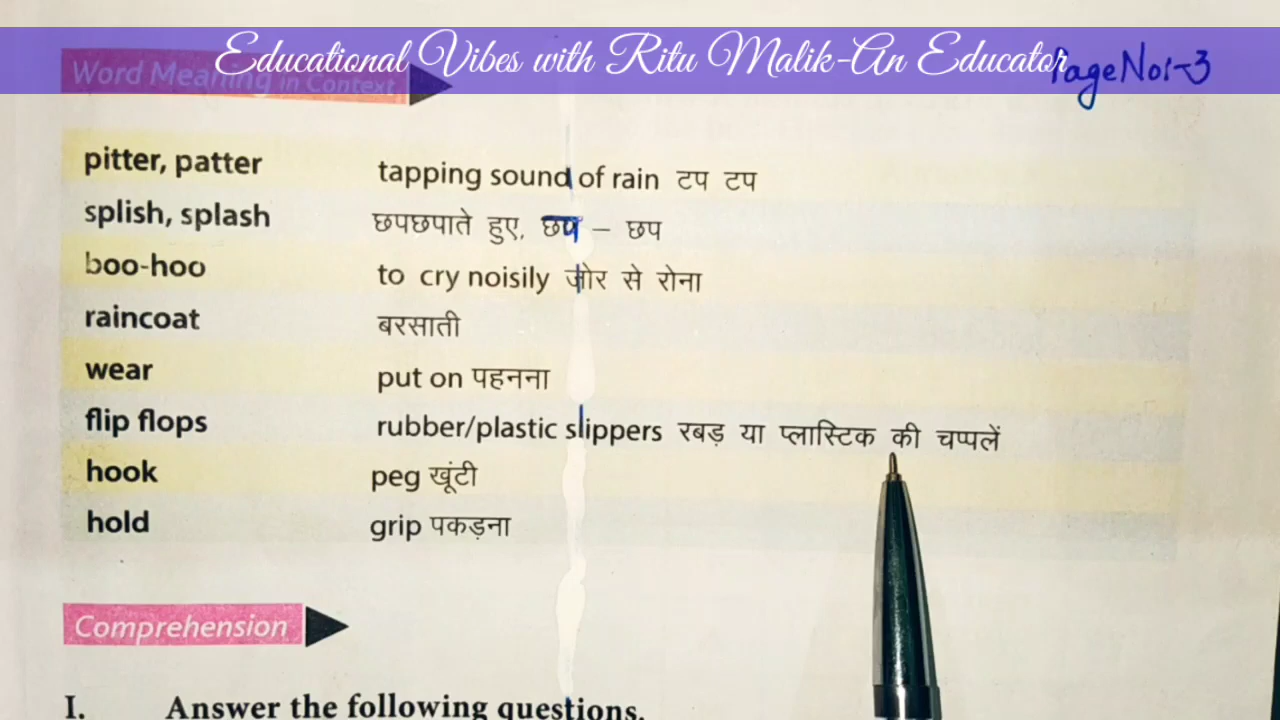 Educational Vibes with Ritu Malik-An Educator
Word Meaning in Context
Page No:-3
pitter, patter tapping sound of rain टप टप
splish, splash छपछपाते हुए, छप – छप
boo-hoo to cry noisily जोर से रोना
raincoat बरसाती
wear put on पहनना
flip flops rubber/plastic slippers रबड़ या प्लास्टिक की चप्पलें
hook peg खूंटी
hold grip पकड़ना
Comprehension
I. Answer the following questions.